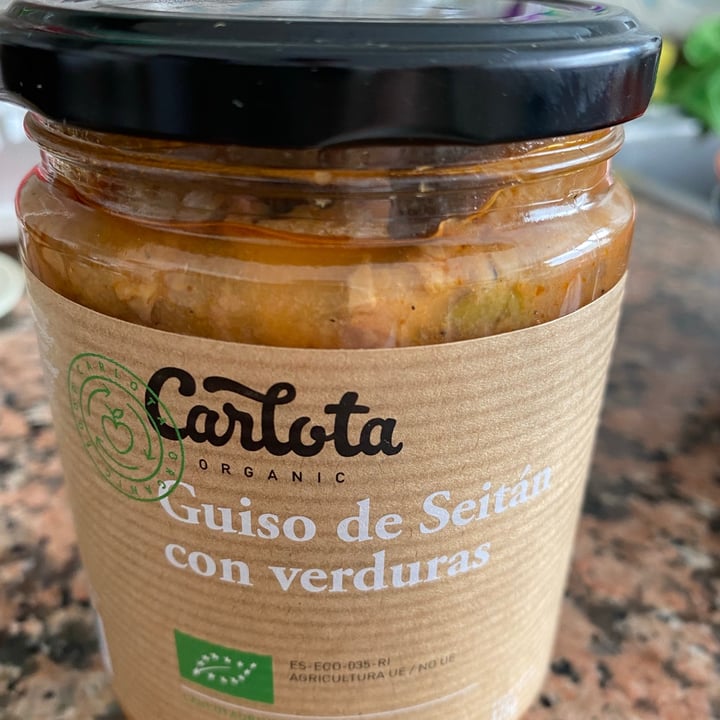 Carlota
ORGANIC
Guiso de Seitán
con verduras
ES-ECO-035-RI
AGRICULTURA UE / NO UE